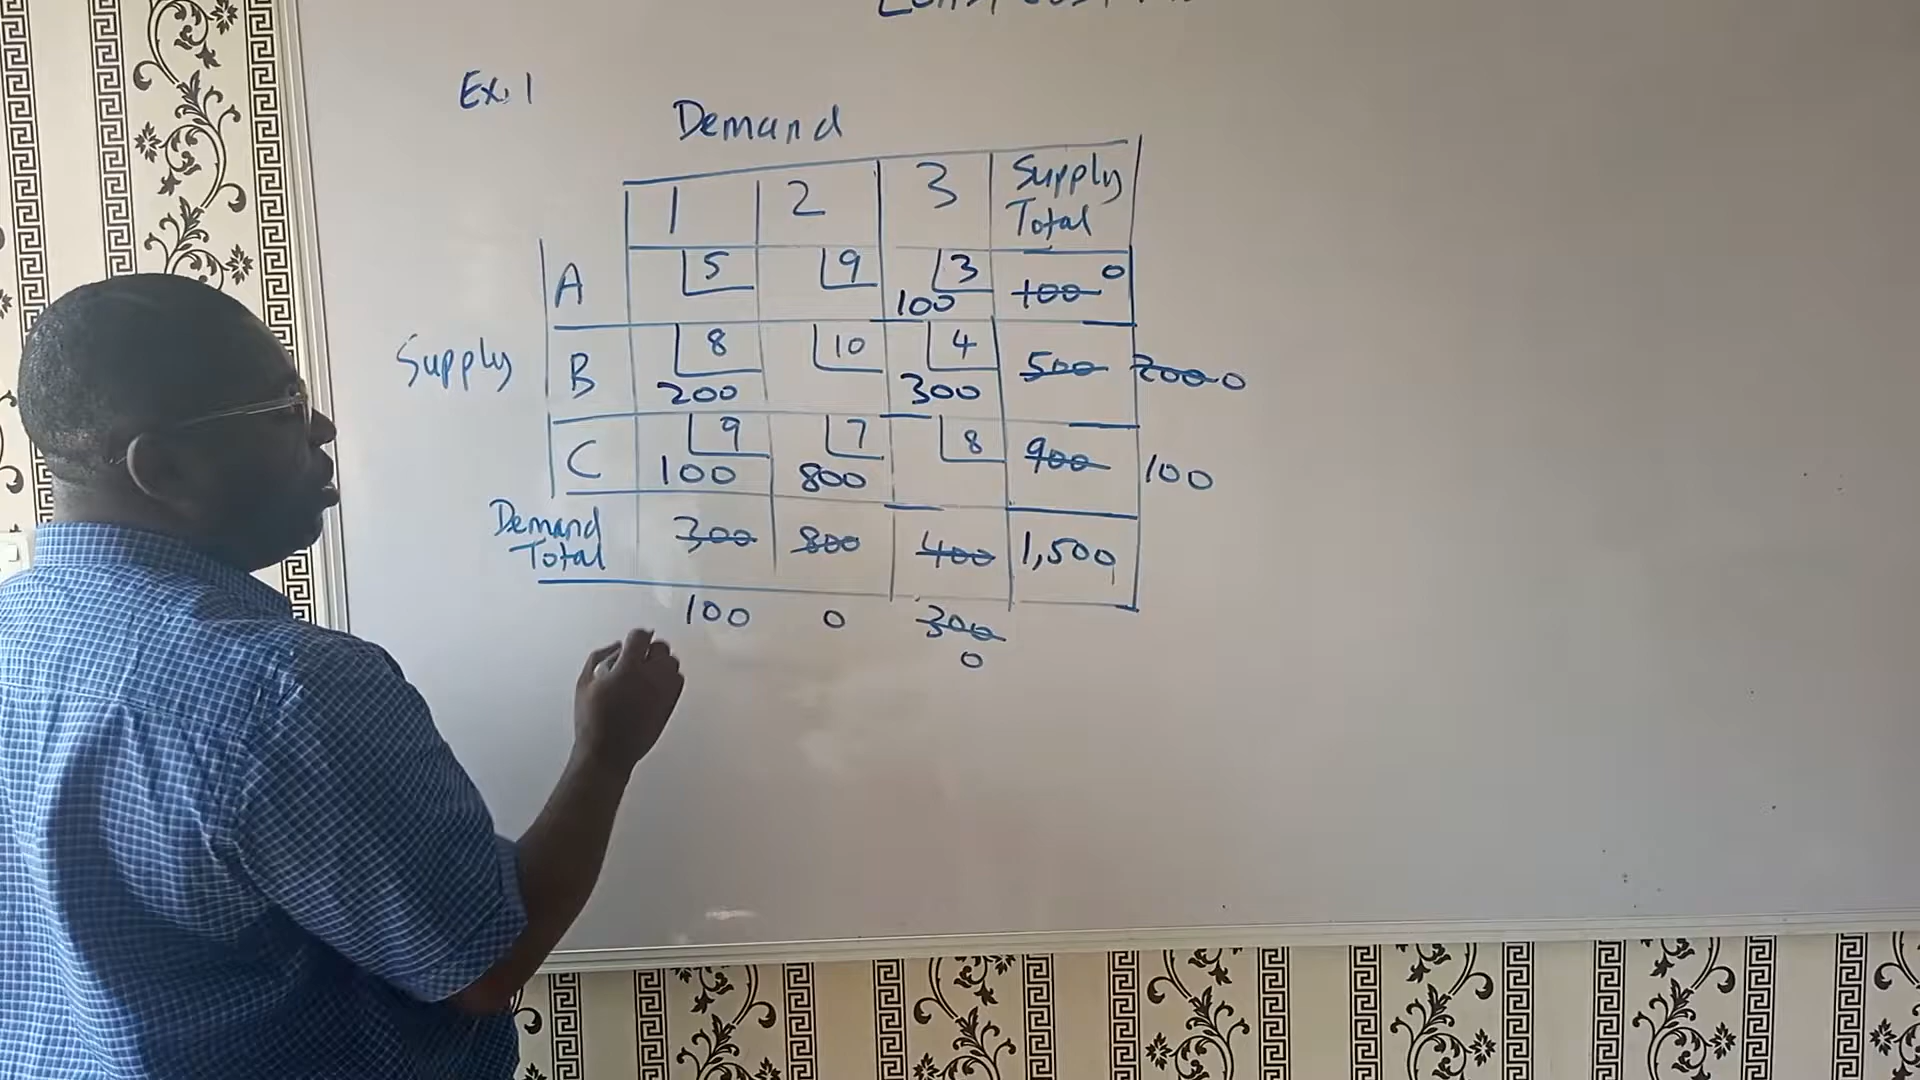 Ex. 1
Demand
1 2 3 Supply Total
A 5 9 3 100 100 0
Supply B 8 200 10 4 300 500 200 0
C 9 100 7 800 8 900 100
Demand Total 300 800 400 1,500
100 0 300
0